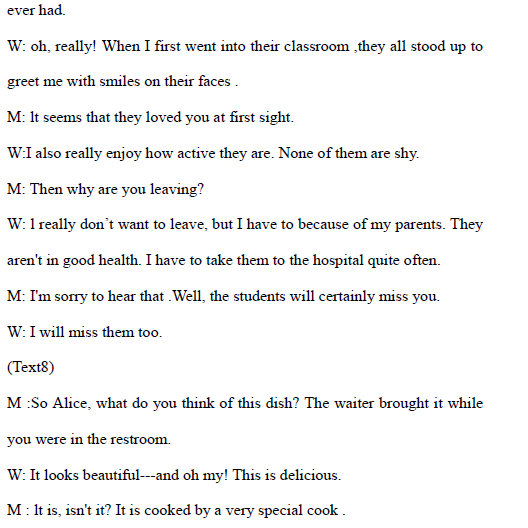 ever had.
W: oh, really! When I first went into their classroom ,they all stood up to
greet me with smiles on their faces .
M: It seems that they loved you at first sight.
W:I also really enjoy how active they are. None of them are shy.
M: Then why are you leaving?
W: I really don't want to leave, but I have to because of my parents. They
aren't in good health. I have to take them to the hospital quite often.
M: I'm sorry to hear that .Well, the students will certainly miss you.
W: I will miss them too.
(Text8)
M :So Alice, what do you think of this dish? The waiter brought it while
you were in the restroom.
W: It looks beautiful---and oh my! This is delicious.
M : It is, isn't it? It is cooked by a very special cook .